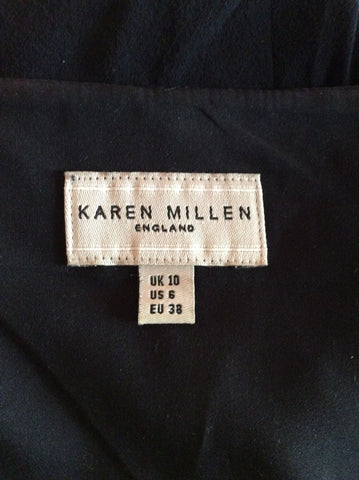 KAREN MILLEN
ENGLAND
UK 10
US 6
EU 38